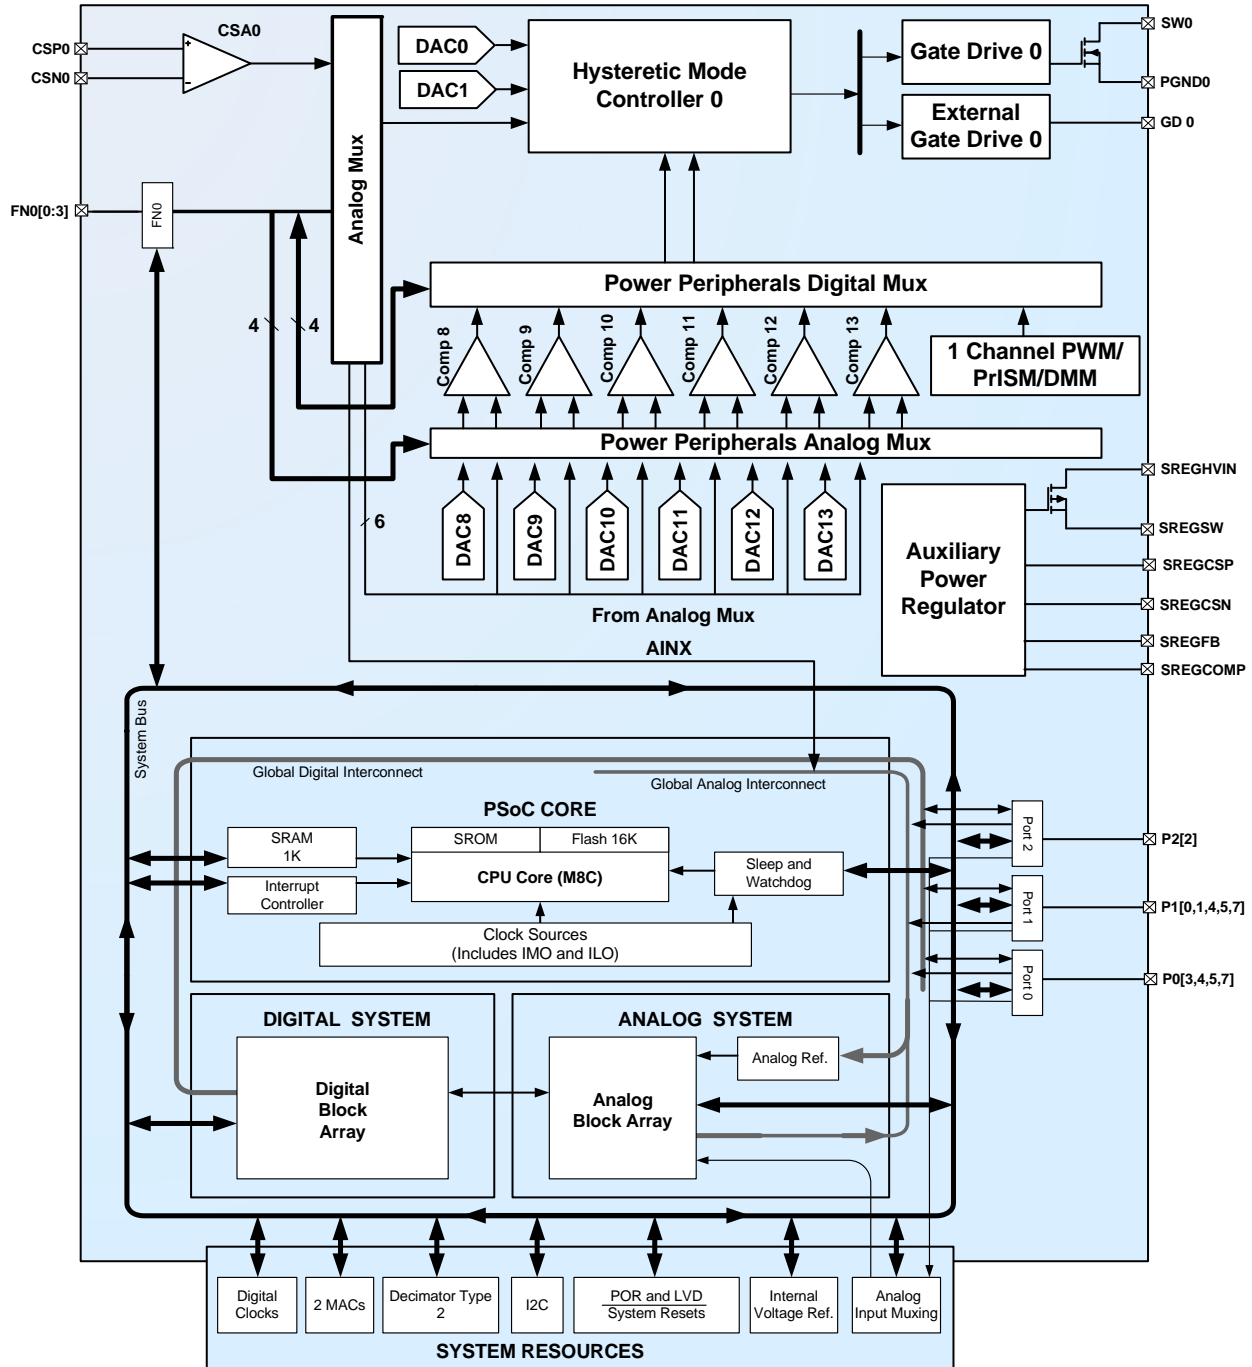 CSP0
CSN0
CSA0
+
−
Analog Mux
DAC0
DAC1
Hysteretic Mode
Controller 0
Gate Drive 0
External
Gate Drive 0
SW0
PGND0
GD 0
FN0[0:3]
FN0
4
4
Power Peripherals Digital Mux
Comp 8
Comp 9
Comp 10
Comp 11
Comp 12
Comp 13
1 Channel PWM/
PrISM/DMM
Power Peripherals Analog Mux
6
DAC8
DAC9
DAC10
DAC11
DAC12
DAC13
From Analog Mux
AINX
Auxiliary
Power
Regulator
SREGHVIN
SREGSW
SREGCSP
SREGCSN
SREGFB
SREGCOMP
System Bus
Global Digital Interconnect
Global Analog Interconnect
PSoC CORE
SRAM
1K
SROM
Flash 16K
CPU Core (M8C)
Interrupt
Controller
Sleep and
Watchdog
Clock Sources
(Includes IMO and ILO)
Port 2
Port 1
Port 0
P2[2]
P1[0,1,4,5,7]
P0[3,4,5,7]
DIGITAL SYSTEM
Digital
Block
Array
ANALOG SYSTEM
Analog Ref.
Analog
Block Array
Digital
Clocks
2 MACs
Decimator Type
2
I2C
POR and LVD
System Resets
Internal
Voltage Ref.
Analog
Input Muxing
SYSTEM RESOURCES